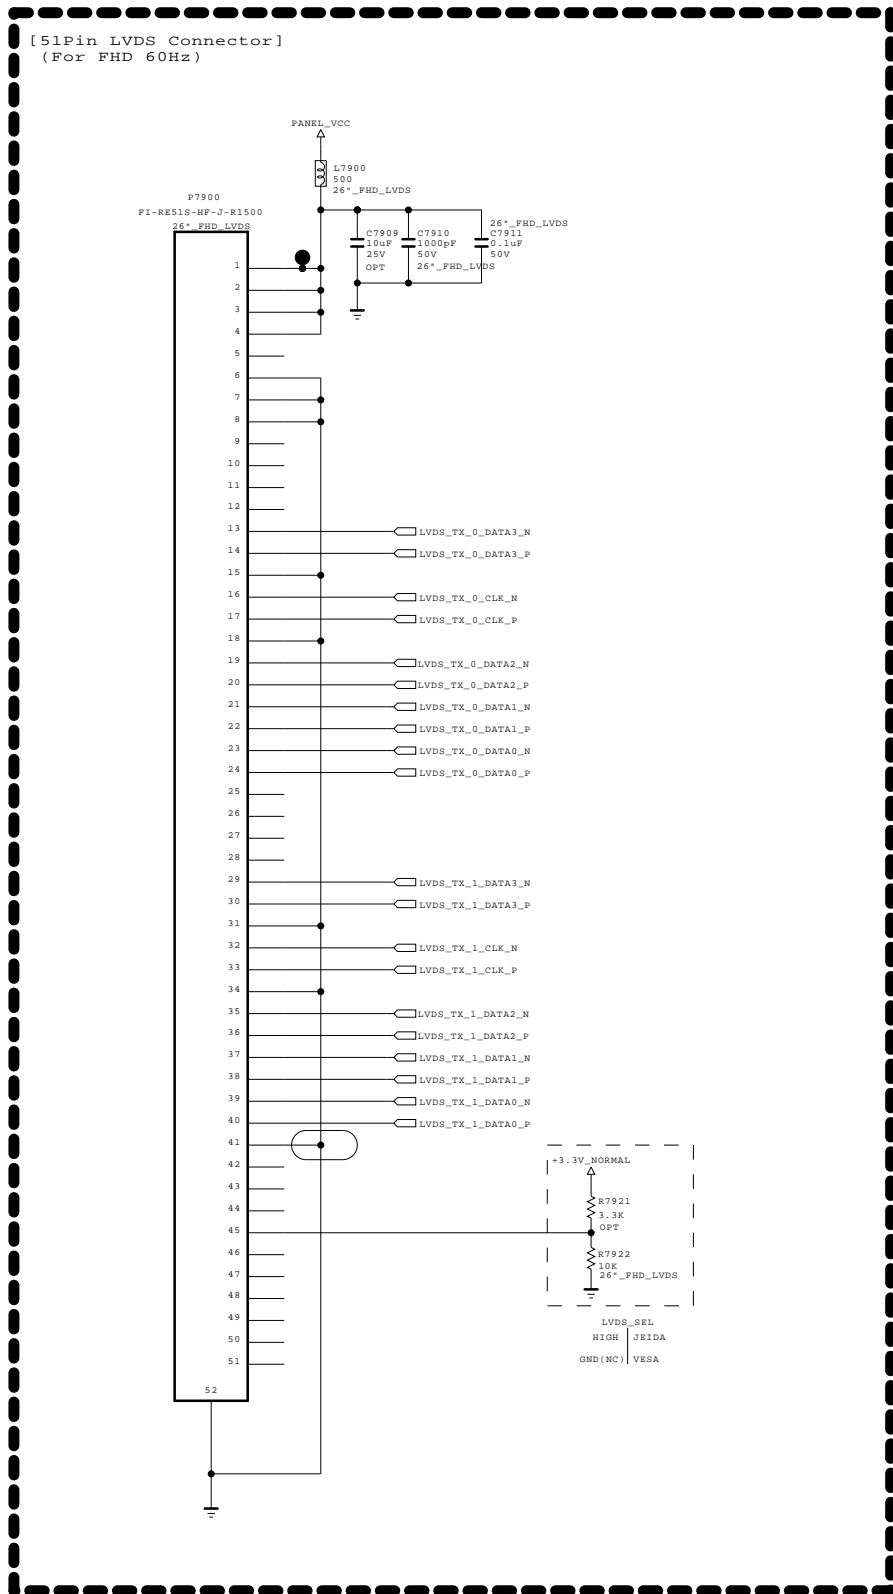 [51Pin LVDS Connector]
(For FHD 60Hz)
PANEL_VCC
L7900
500
26"_FHD_LVDS
P7900
FI-RE51S-HF-J-R1500
26"_FHD_LVDS
C7909
10uF
25V
OPT
C7910
1000pF
50V
26"_FHD_LVDS
26"_FHD_LVDS
C7911
0.1uF
50V
1
2
3
4
5
6
7
8
9
10
11
12
13 LVDS_TX_0_DATA3_N
14 LVDS_TX_0_DATA3_P
15
16 LVDS_TX_0_CLK_N
17 LVDS_TX_0_CLK_P
18
19 LVDS_TX_0_DATA2_N
20 LVDS_TX_0_DATA2_P
21 LVDS_TX_0_DATA1_N
22 LVDS_TX_0_DATA1_P
23 LVDS_TX_0_DATA0_N
24 LVDS_TX_0_DATA0_P
25
26
27
28
29 LVDS_TX_1_DATA3_N
30 LVDS_TX_1_DATA3_P
31
32 LVDS_TX_1_CLK_N
33 LVDS_TX_1_CLK_P
34
35 LVDS_TX_1_DATA2_N
36 LVDS_TX_1_DATA2_P
37 LVDS_TX_1_DATA1_N
38 LVDS_TX_1_DATA1_P
39 LVDS_TX_1_DATA0_N
40 LVDS_TX_1_DATA0_P
41
42
43
44
45
46
47
48
49
50
51
52
+3.3V_NORMAL
R7921
3.3K
OPT
R7922
10K
26"_FHD_LVDS
LVDS_SEL
HIGH JEIDA
GND(NC) VESA